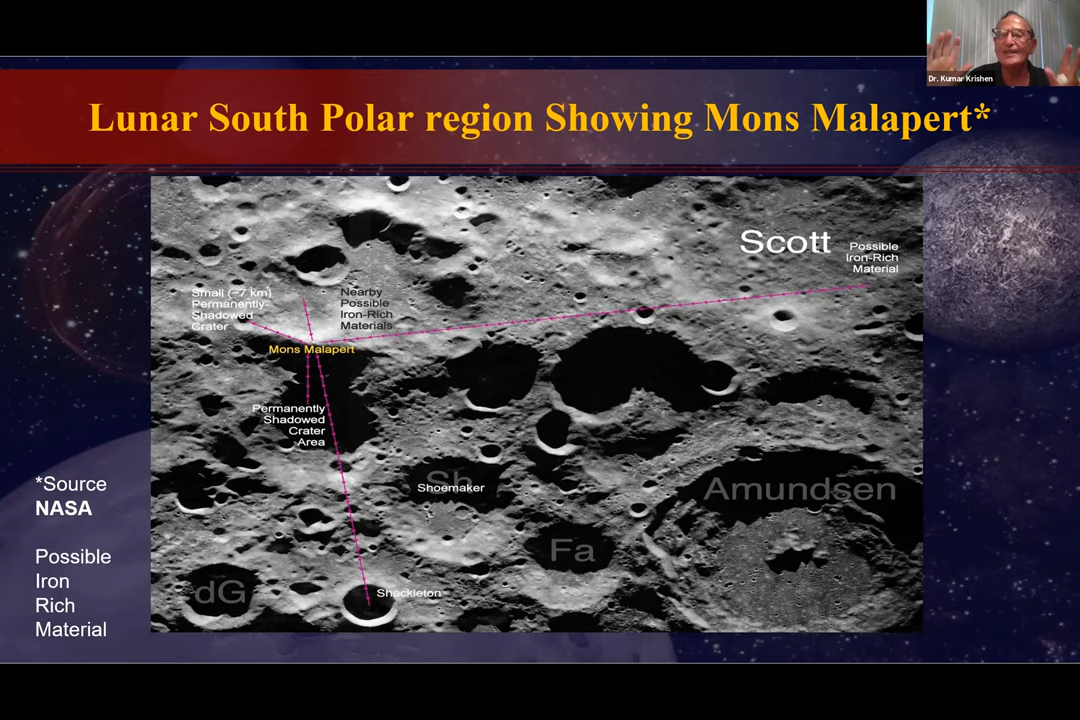 Dr. Kumar Krishen
Lunar South Polar region Showing Mons Malapert*
Scott
Possible
Iron-Rich
Material
Small (~7 km)
Permanently-
Shadowed
Crater
Nearby
Possible
Iron-Rich
Materials
Mons Malapert
Permanently
Shadowed
Crater
Area
Sh
Shoemaker
Amundsen
Fa
dG
Shackleton
*Source
NASA
Possible
Iron
Rich
Material